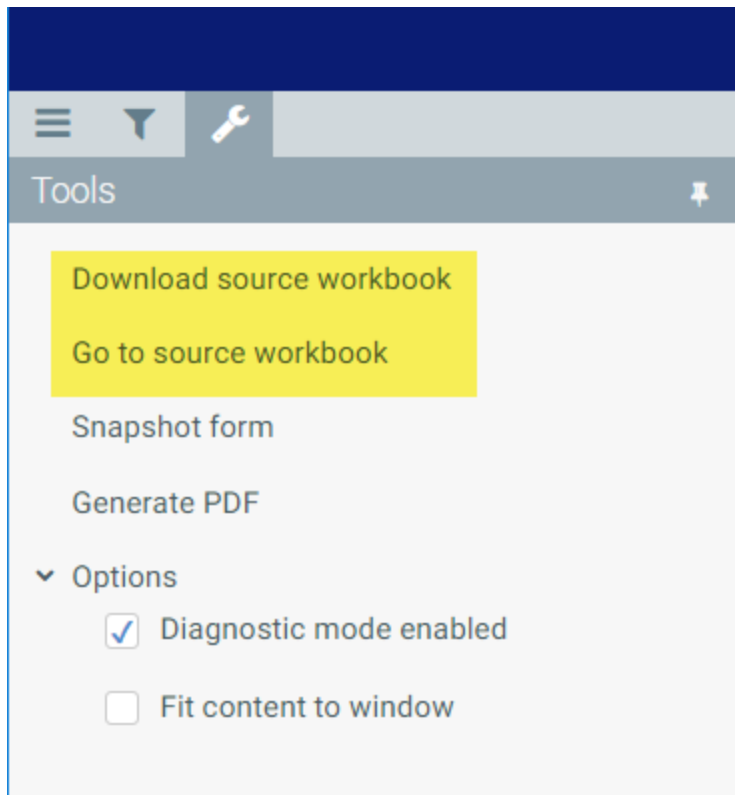 Tools
Download source workbook
Go to source workbook
Snapshot form
Generate PDF
Options
Diagnostic mode enabled
Fit content to window